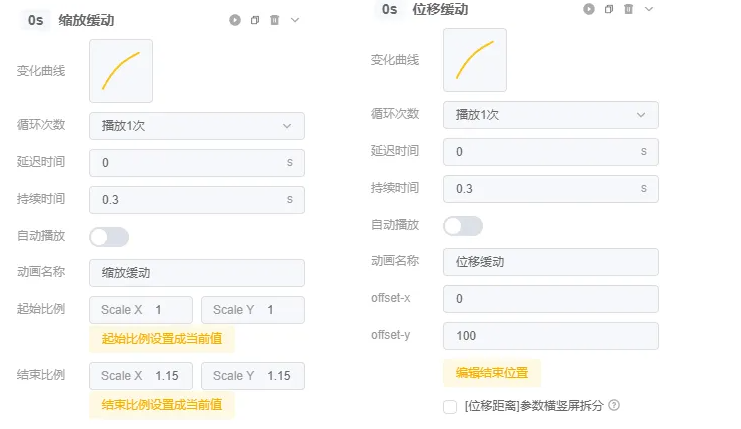 0s 缩放缓动
变化曲线
循环次数 播放1次
延迟时间 0 s
持续时间 0.3 s
自动播放
动画名称 缩放缓动
起始比例 Scale X 1 Scale Y 1
起始比例设置成当前值
结束比例 Scale X 1.15 Scale Y 1.15
结束比例设置成当前值
0s 位移缓动
变化曲线
循环次数 播放1次
延迟时间 0 s
持续时间 0.3 s
自动播放
动画名称 位移缓动
offset-x 0
offset-y 100
编辑结束位置
[位移距离]参数横竖屏拆分 ?